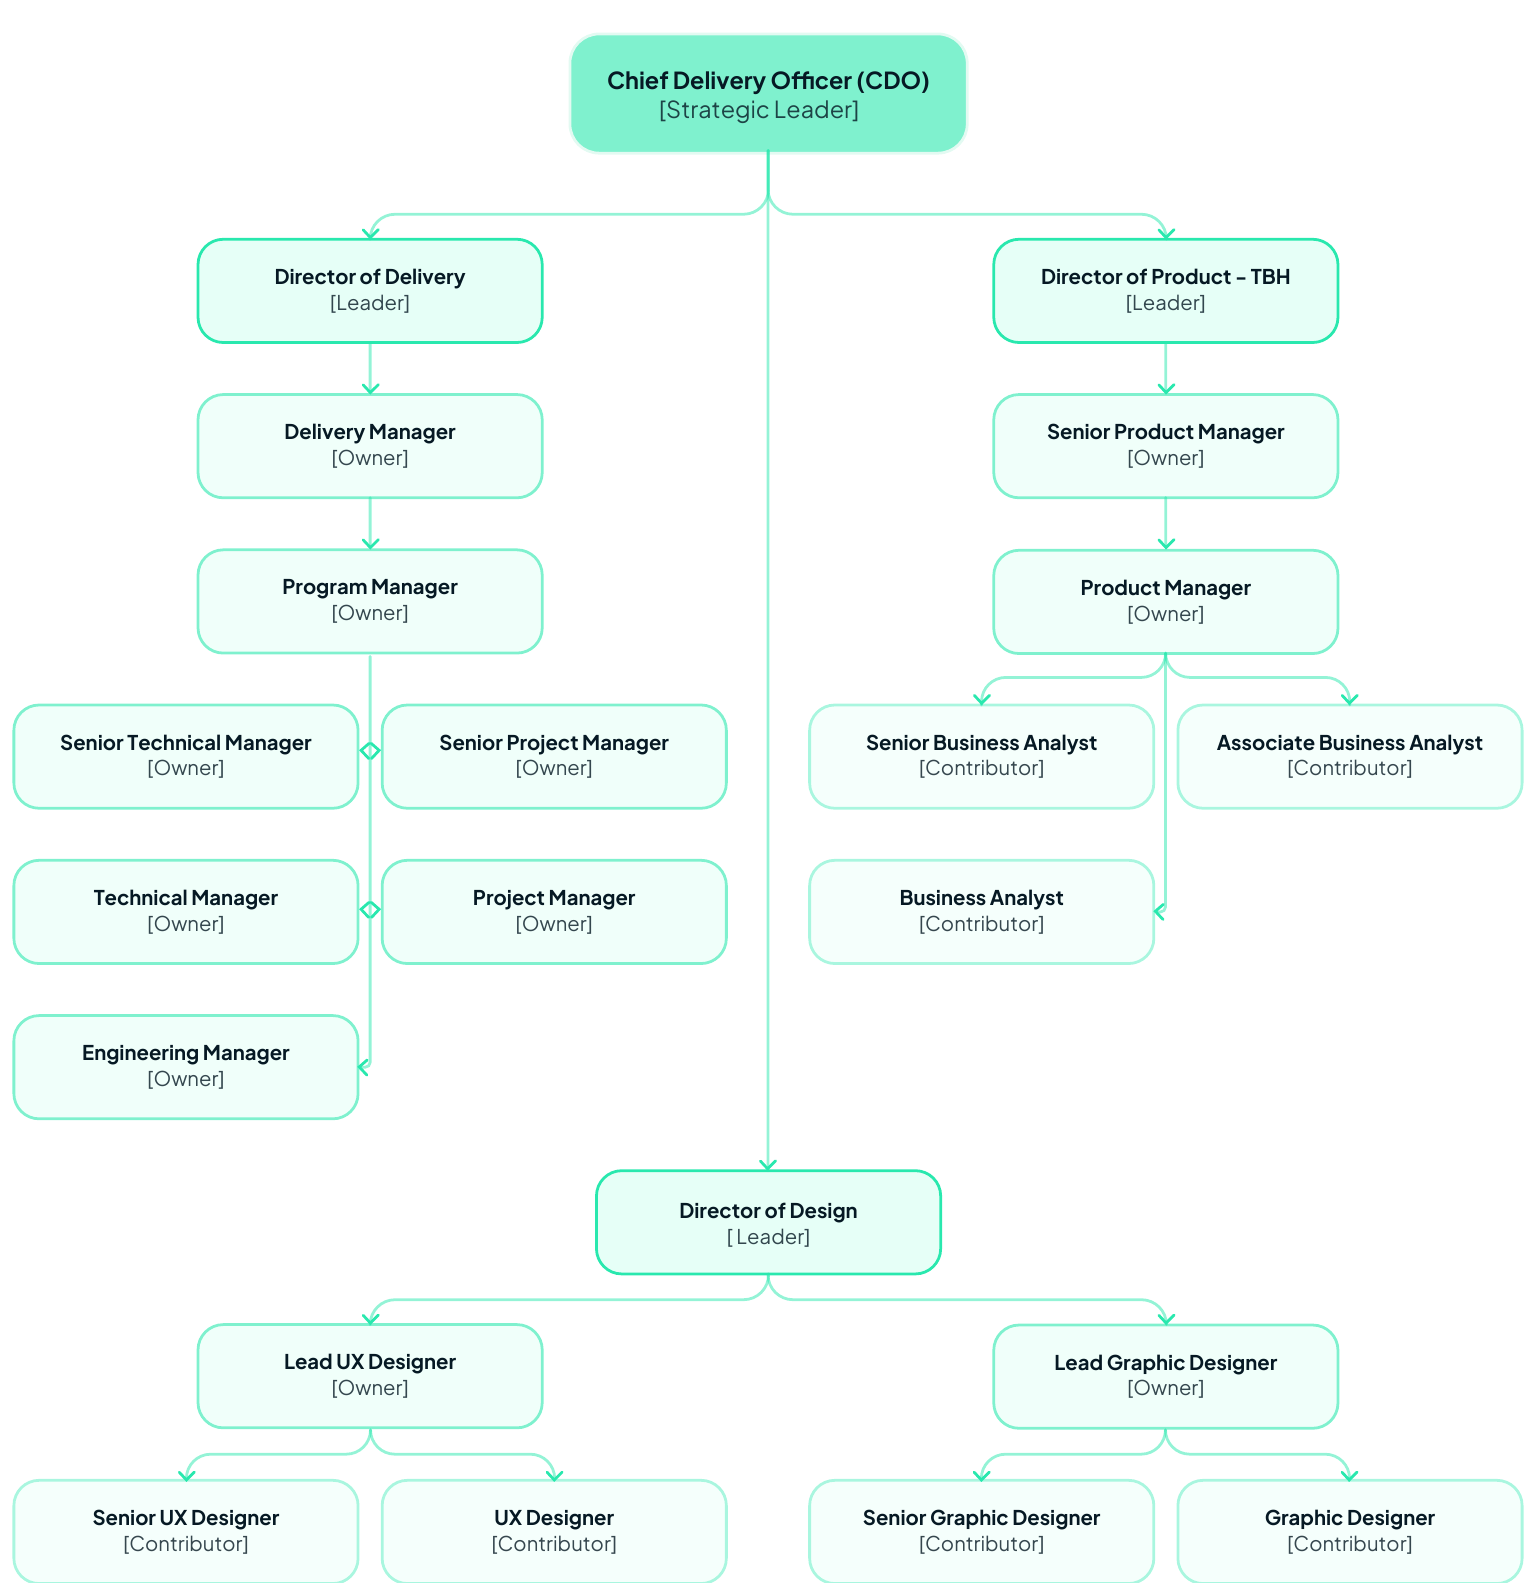 Chief Delivery Officer (CDO)
[Strategic Leader]
Director of Delivery
[Leader]
Director of Product - TBH
[Leader]
Delivery Manager
[Owner]
Senior Product Manager
[Owner]
Program Manager
[Owner]
Product Manager
[Owner]
Senior Technical Manager
[Owner]
Senior Project Manager
[Owner]
Senior Business Analyst
[Contributor]
Associate Business Analyst
[Contributor]
Technical Manager
[Owner]
Project Manager
[Owner]
Business Analyst
[Contributor]
Engineering Manager
[Owner]
Director of Design
[ Leader]
Lead UX Designer
[Owner]
Lead Graphic Designer
[Owner]
Senior UX Designer
[Contributor]
UX Designer
[Contributor]
Senior Graphic Designer
[Contributor]
Graphic Designer
[Contributor]